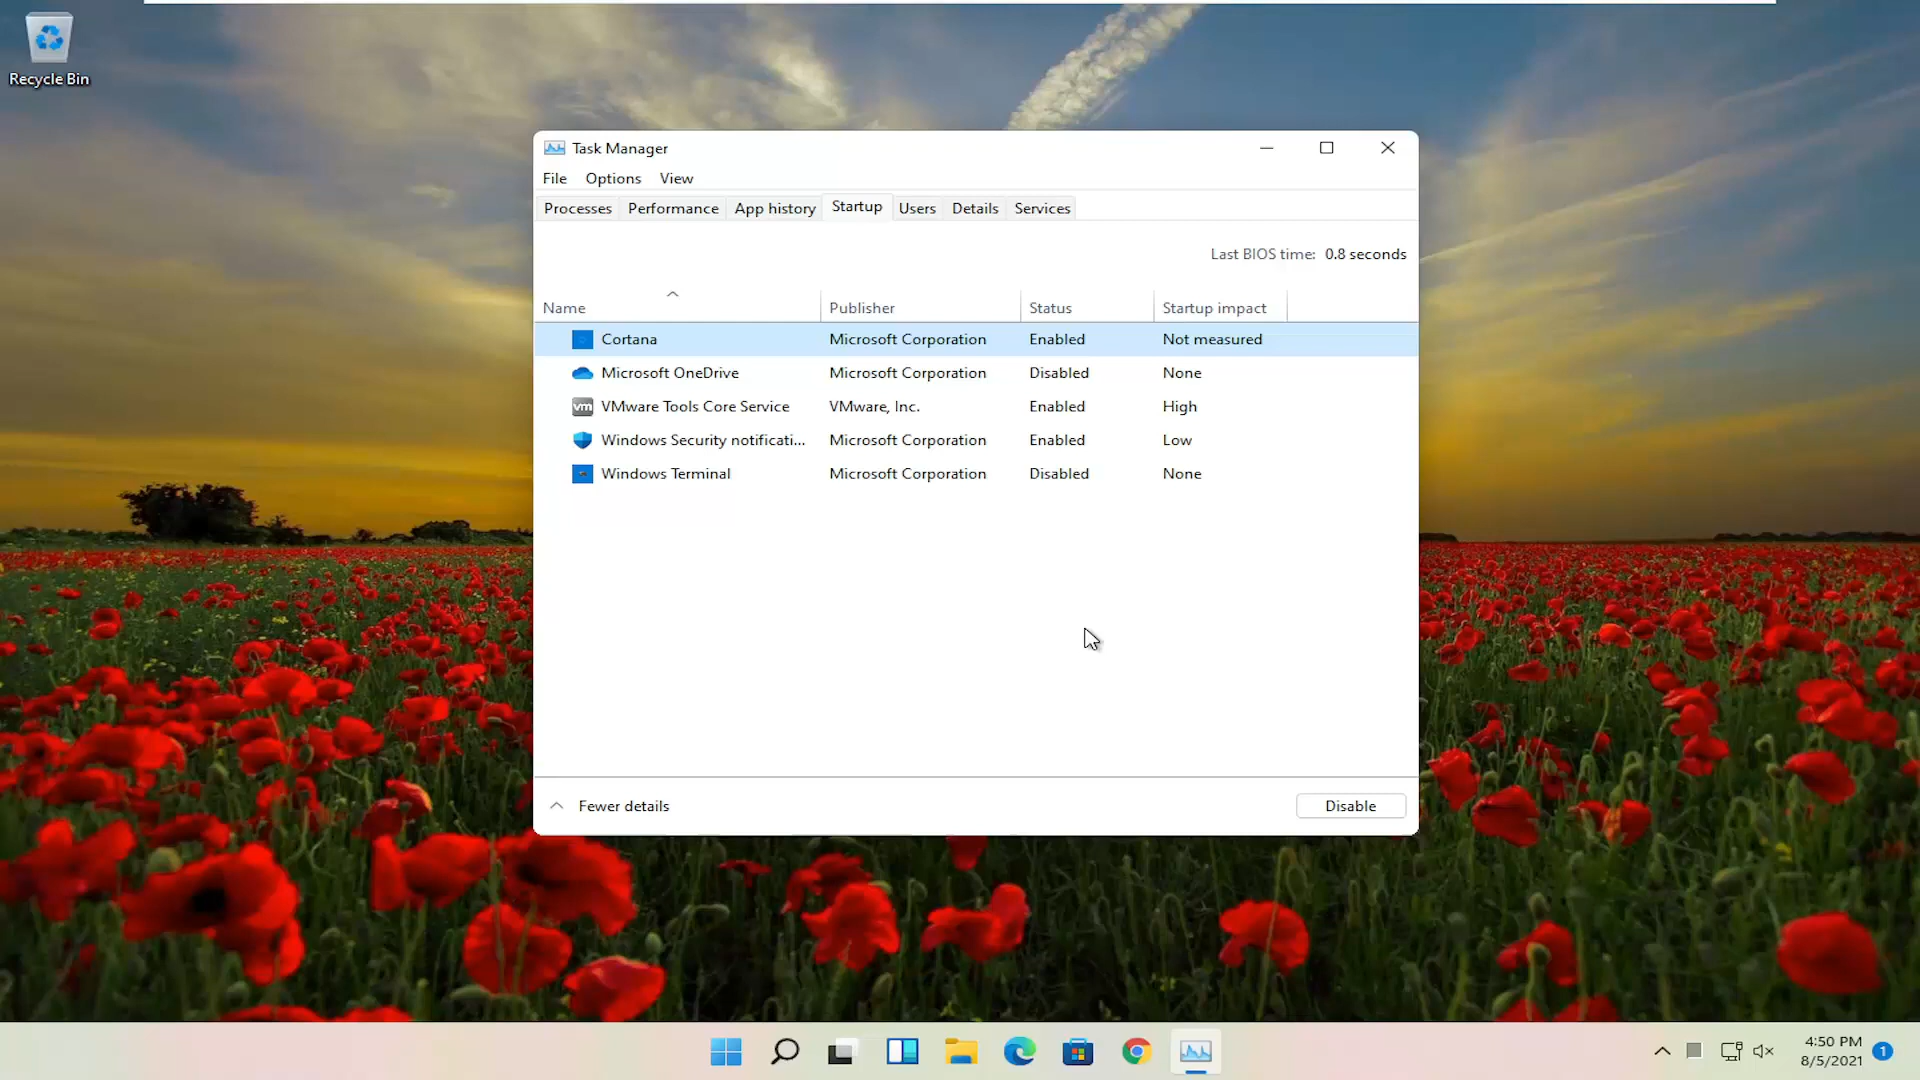 Recycle Bin
Task Manager
File Options View
Processes Performance App history Startup Users Details Services
Last BIOS time: 0.8 seconds
Name Publisher Status Startup impact
Cortana Microsoft Corporation Enabled Not measured
Microsoft OneDrive Microsoft Corporation Disabled None
vm VMware Tools Core Service VMware, Inc. Enabled High
Windows Security notificati... Microsoft Corporation Enabled Low
Windows Terminal Microsoft Corporation Disabled None
Fewer details Disable
4:50 PM
8/5/2021 1